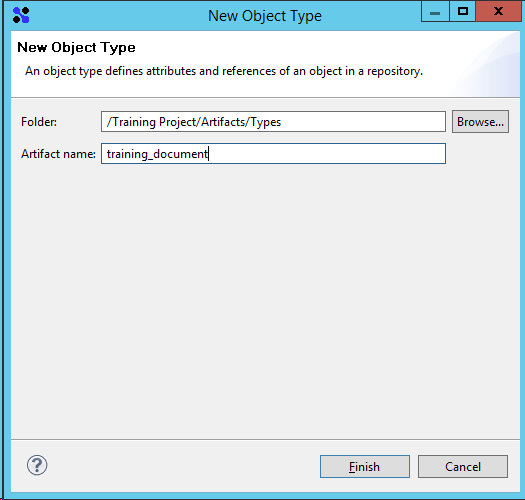 New Object Type
New Object Type
An object type defines attributes and references of an object in a repository.
Folder: /Training Project/Artifacts/Types Browse...
Artifact name: training_document
? Finish Cancel